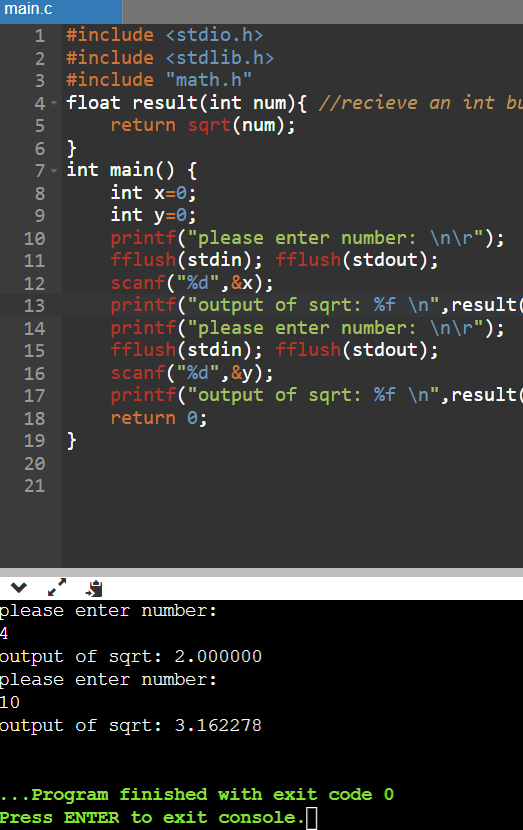 main.c
1 #include <stdio.h>
2 #include <stdlib.h>
3 #include "math.h"
4 float result(int num){ //recieve an int bu
5     return sqrt(num);
6 }
7 int main() {
8     int x=0;
9     int y=0;
10     printf("please enter number: \n\r");
11     fflush(stdin); fflush(stdout);
12     scanf("%d",&x);
13     printf("output of sqrt: %f \n",result(
14     printf("please enter number: \n\r");
15     fflush(stdin); fflush(stdout);
16     scanf("%d",&y);
17     printf("output of sqrt: %f \n",result(
18     return 0;
19 }
20
21
please enter number:
4
output of sqrt: 2.000000
please enter number:
10
output of sqrt: 3.162278
...Program finished with exit code 0
Press ENTER to exit console.